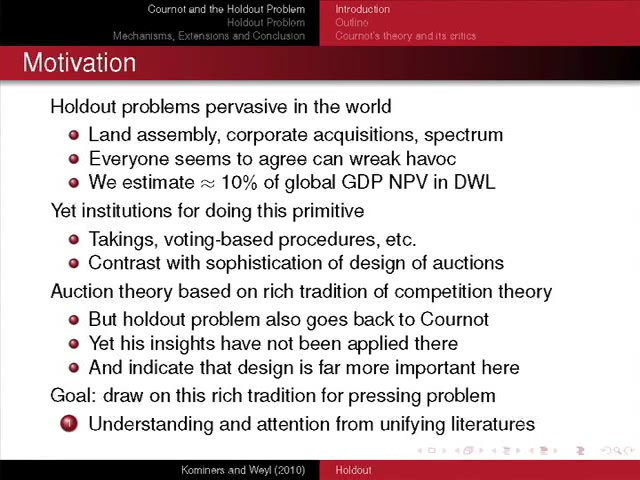 Cournot and the Holdout Problem
Holdout Problem
Mechanisms, Extensions and Conclusion
Introduction
Outline
Cournot's theory and its critics
Motivation
Holdout problems pervasive in the world
Land assembly, corporate acquisitions, spectrum
Everyone seems to agree can wreak havoc
We estimate ≈ 10% of global GDP NPV in DWL
Yet institutions for doing this primitive
Takings, voting-based procedures, etc.
Contrast with sophistication of design of auctions
Auction theory based on rich tradition of competition theory
But holdout problem also goes back to Cournot
Yet his insights have not been applied there
And indicate that design is far more important here
Goal: draw on this rich tradition for pressing problem
1 Understanding and attention from unifying literatures
Kominers and Weyl (2010)
Holdout